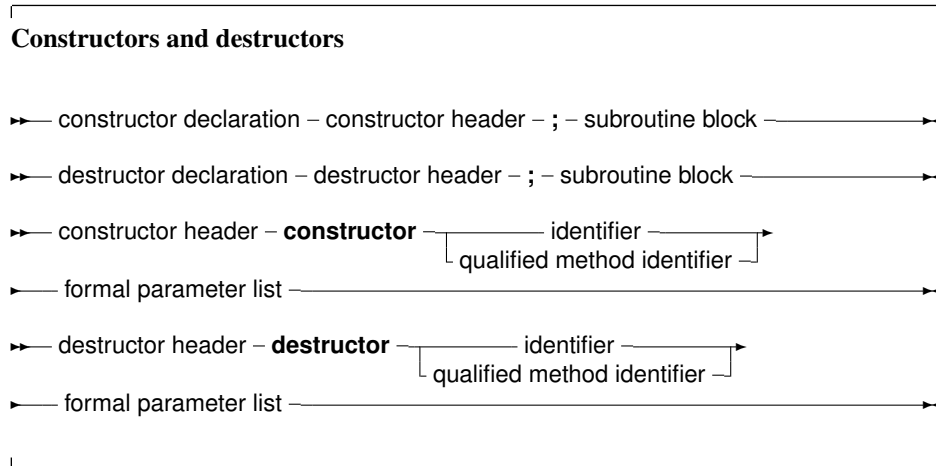 Constructors and destructors
constructor declaration – constructor header – ; – subroutine block
destructor declaration – destructor header – ; – subroutine block
constructor header – constructor identifier
qualified method identifier
formal parameter list
destructor header – destructor identifier
qualified method identifier
formal parameter list